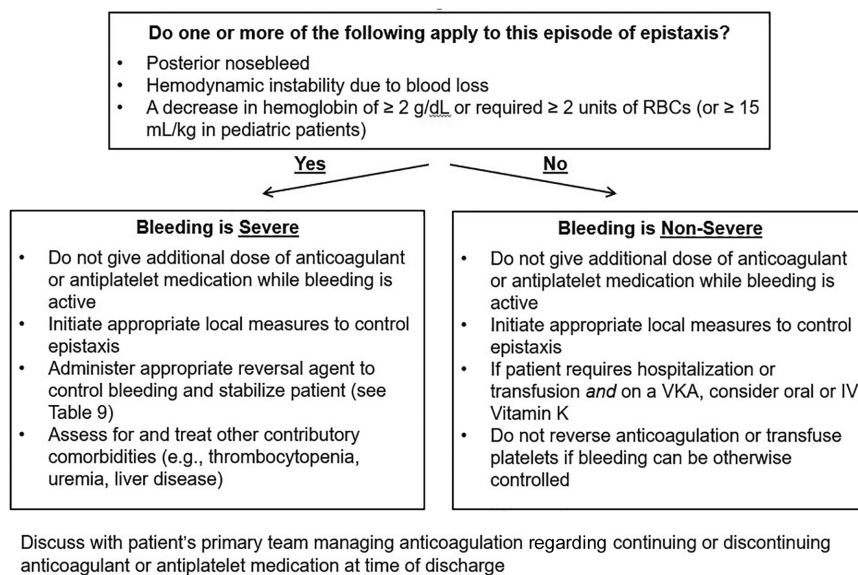 Do one or more of the following apply to this episode of epistaxis?
• Posterior nosebleed
• Hemodynamic instability due to blood loss
• A decrease in hemoglobin of ≥ 2 g/dL or required ≥ 2 units of RBCs (or ≥ 15
mL/kg in pediatric patients)
Yes
No
Bleeding is Severe
• Do not give additional dose of anticoagulant
or antiplatelet medication while bleeding is
active
• Initiate appropriate local measures to control
epistaxis
• Administer appropriate reversal agent to
control bleeding and stabilize patient (see
Table 9)
• Assess for and treat other contributory
comorbidities (e.g., thrombocytopenia,
uremia, liver disease)
Bleeding is Non-Severe
• Do not give additional dose of anticoagulant
or antiplatelet medication while bleeding is
active
• Initiate appropriate local measures to control
epistaxis
• If patient requires hospitalization or
transfusion and on a VKA, consider oral or IV
Vitamin K
• Do not reverse anticoagulation or transfuse
platelets if bleeding can be otherwise
controlled
Discuss with patient's primary team managing anticoagulation regarding continuing or discontinuing
anticoagulant or antiplatelet medication at time of discharge